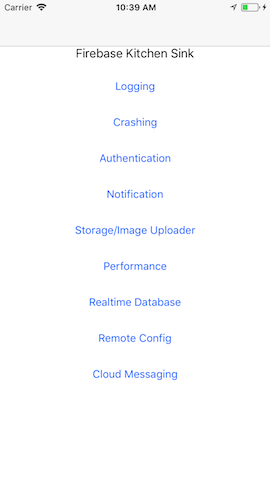 Carrier 10:39 AM
Firebase Kitchen Sink
Logging
Crashing
Authentication
Notification
Storage/Image Uploader
Performance
Realtime Database
Remote Config
Cloud Messaging